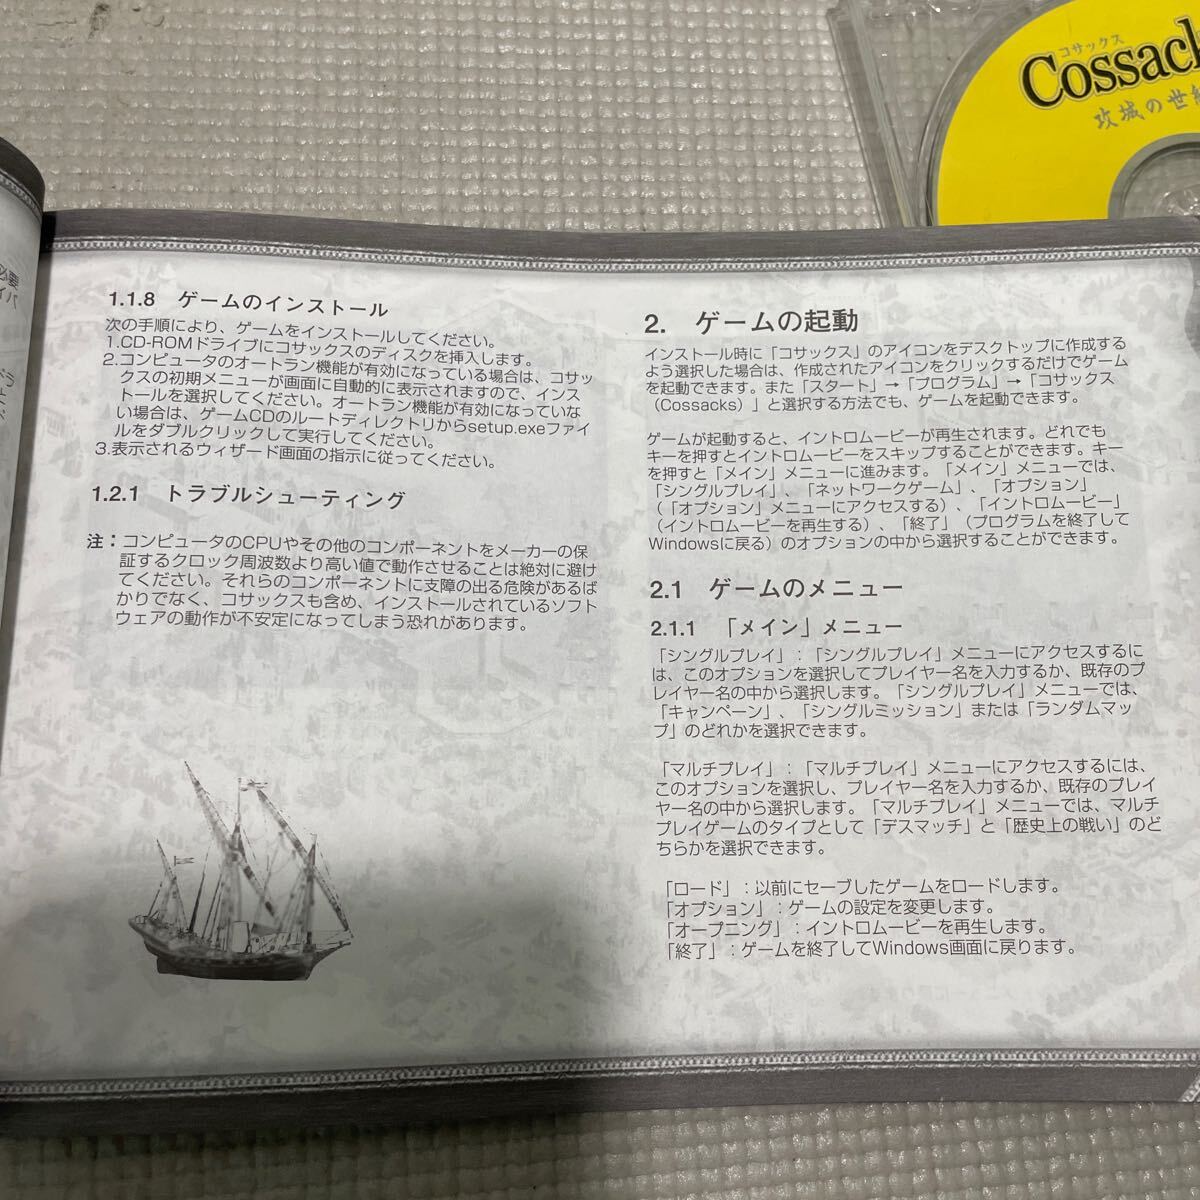 コサックス
Cossack
攻城の世
必要
イバ
1.1.8 ゲームのインストール
次の手順により、ゲームをインストールしてください。
1.CD-ROMドライブにコサックスのディスクを挿入します。
2.コンピュータのオートラン機能が有効になっている場合は、コサッ
クスの初期メニューが画面に自動的に表示されますので、インス
トールを選択してください。オートラン機能が有効になっていな
い場合は、ゲームCDのルートディレクトリからsetup.exeファイ
ルをダブルクリックして実行してください。
3.表示されるウィザード画面の指示に従ってください。
1.2.1 トラブルシューティング
注：コンピュータのCPUやその他のコンポーネントをメーカーの保
証するクロック周波数より高い値で動作させることは絶対に避け
てください。それらのコンポーネントに支障の出る危険があるば
かりでなく、コサックスも含め、インストールされているソフト
ウェアの動作が不安定になってしまう恐れがあります。
2. ゲームの起動
インストール時に「コサックス」のアイコンをデスクトップに作成する
よう選択した場合は、作成されたアイコンをクリックするだけでゲーム
を起動できます。また「スタート」→「プログラム」→「コサックス
（Cossacks）」と選択する方法でも、ゲームを起動できます。
ゲームが起動すると、イントロムービーが再生されます。どれでも
キーを押すとイントロムービーをスキップすることができます。キー
を押すと「メイン」メニューに進みます。「メイン」メニューでは、
「シングルプレイ」、「ネットワークゲーム」、「オプション」
（「オプション」メニューにアクセスする）、「イントロムービー」
（イントロムービーを再生する）、「終了」（プログラムを終了して
Windowsに戻る）のオプションの中から選択することができます。
2.1 ゲームのメニュー
2.1.1 「メイン」メニュー
「シングルプレイ」：「シングルプレイ」メニューにアクセスするに
は、このオプションを選択してプレイヤー名を入力するか、既存のプ
レイヤー名の中から選択します。「シングルプレイ」メニューでは、
「キャンペーン」、「シングルミッション」または「ランダムマッ
プ」のどれかを選択できます。
「マルチプレイ」：「マルチプレイ」メニューにアクセスするには、
このオプションを選択し、プレイヤー名を入力するか、既存のプレイ
ヤー名の中から選択します。「マルチプレイ」メニューでは、マルチ
プレイゲームのタイプとして「デスマッチ」と「歴史上の戦い」のど
ちらかを選択できます。
「ロード」：以前にセーブしたゲームをロードします。
「オプション」：ゲームの設定を変更します。
「オープニング」：イントロムービーを再生します。
「終了」：ゲームを終了してWindows画面に戻ります。